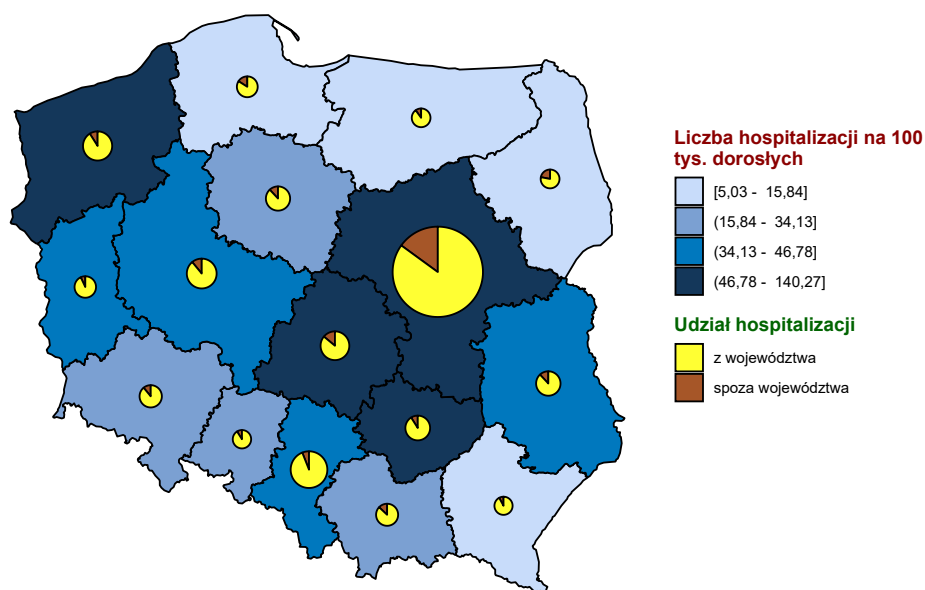 Liczba hospitalizacji na 100
tys. dorosłych
[5,03 - 15,84]
(15,84 - 34,13]
(34,13 - 46,78]
(46,78 - 140,27]
Udział hospitalizacji
z województwa
spoza województwa